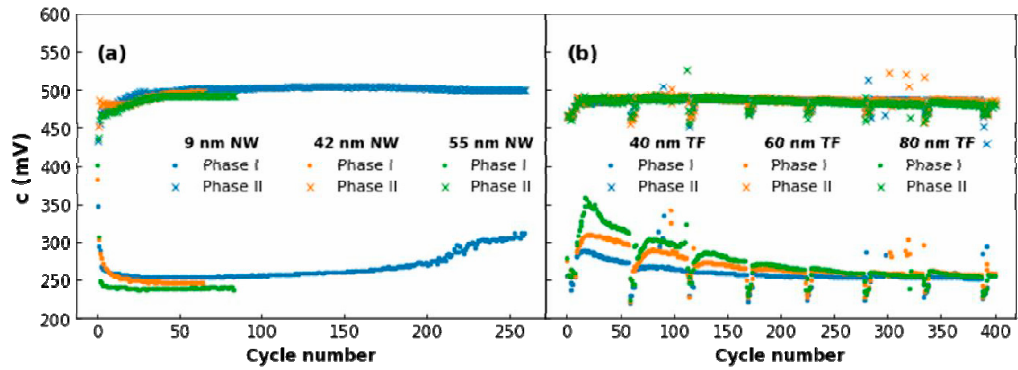 600
550
500
450
400
350
300
250
200
c (mV)
(a)
9 nm NW 42 nm NW 55 nm NW
Phase I Phase I Phase I
Phase II Phase II Phase II
0 50 100 150 200 250
Cycle number
(b)
40 nm TF 60 nm TF 80 nm TF
Phase I Phase I Phase I
Phase II Phase II Phase II
0 50 100 150 200 250 300 350 400
Cycle number